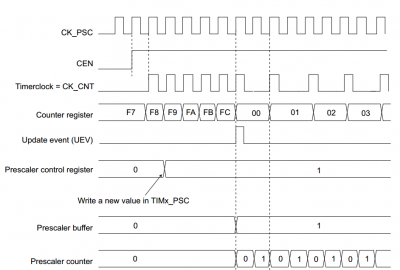 CK_PSC
CEN
Timerclock = CK_CNT
Counter register F7 F8 F9 FA FB FC 00 01 02 03
Update event (UEV)
Prescaler control register 0 1
Write a new value in TIMx_PSC
Prescaler buffer 0 1
Prescaler counter 0 0 1 0 1 0 1 0 1